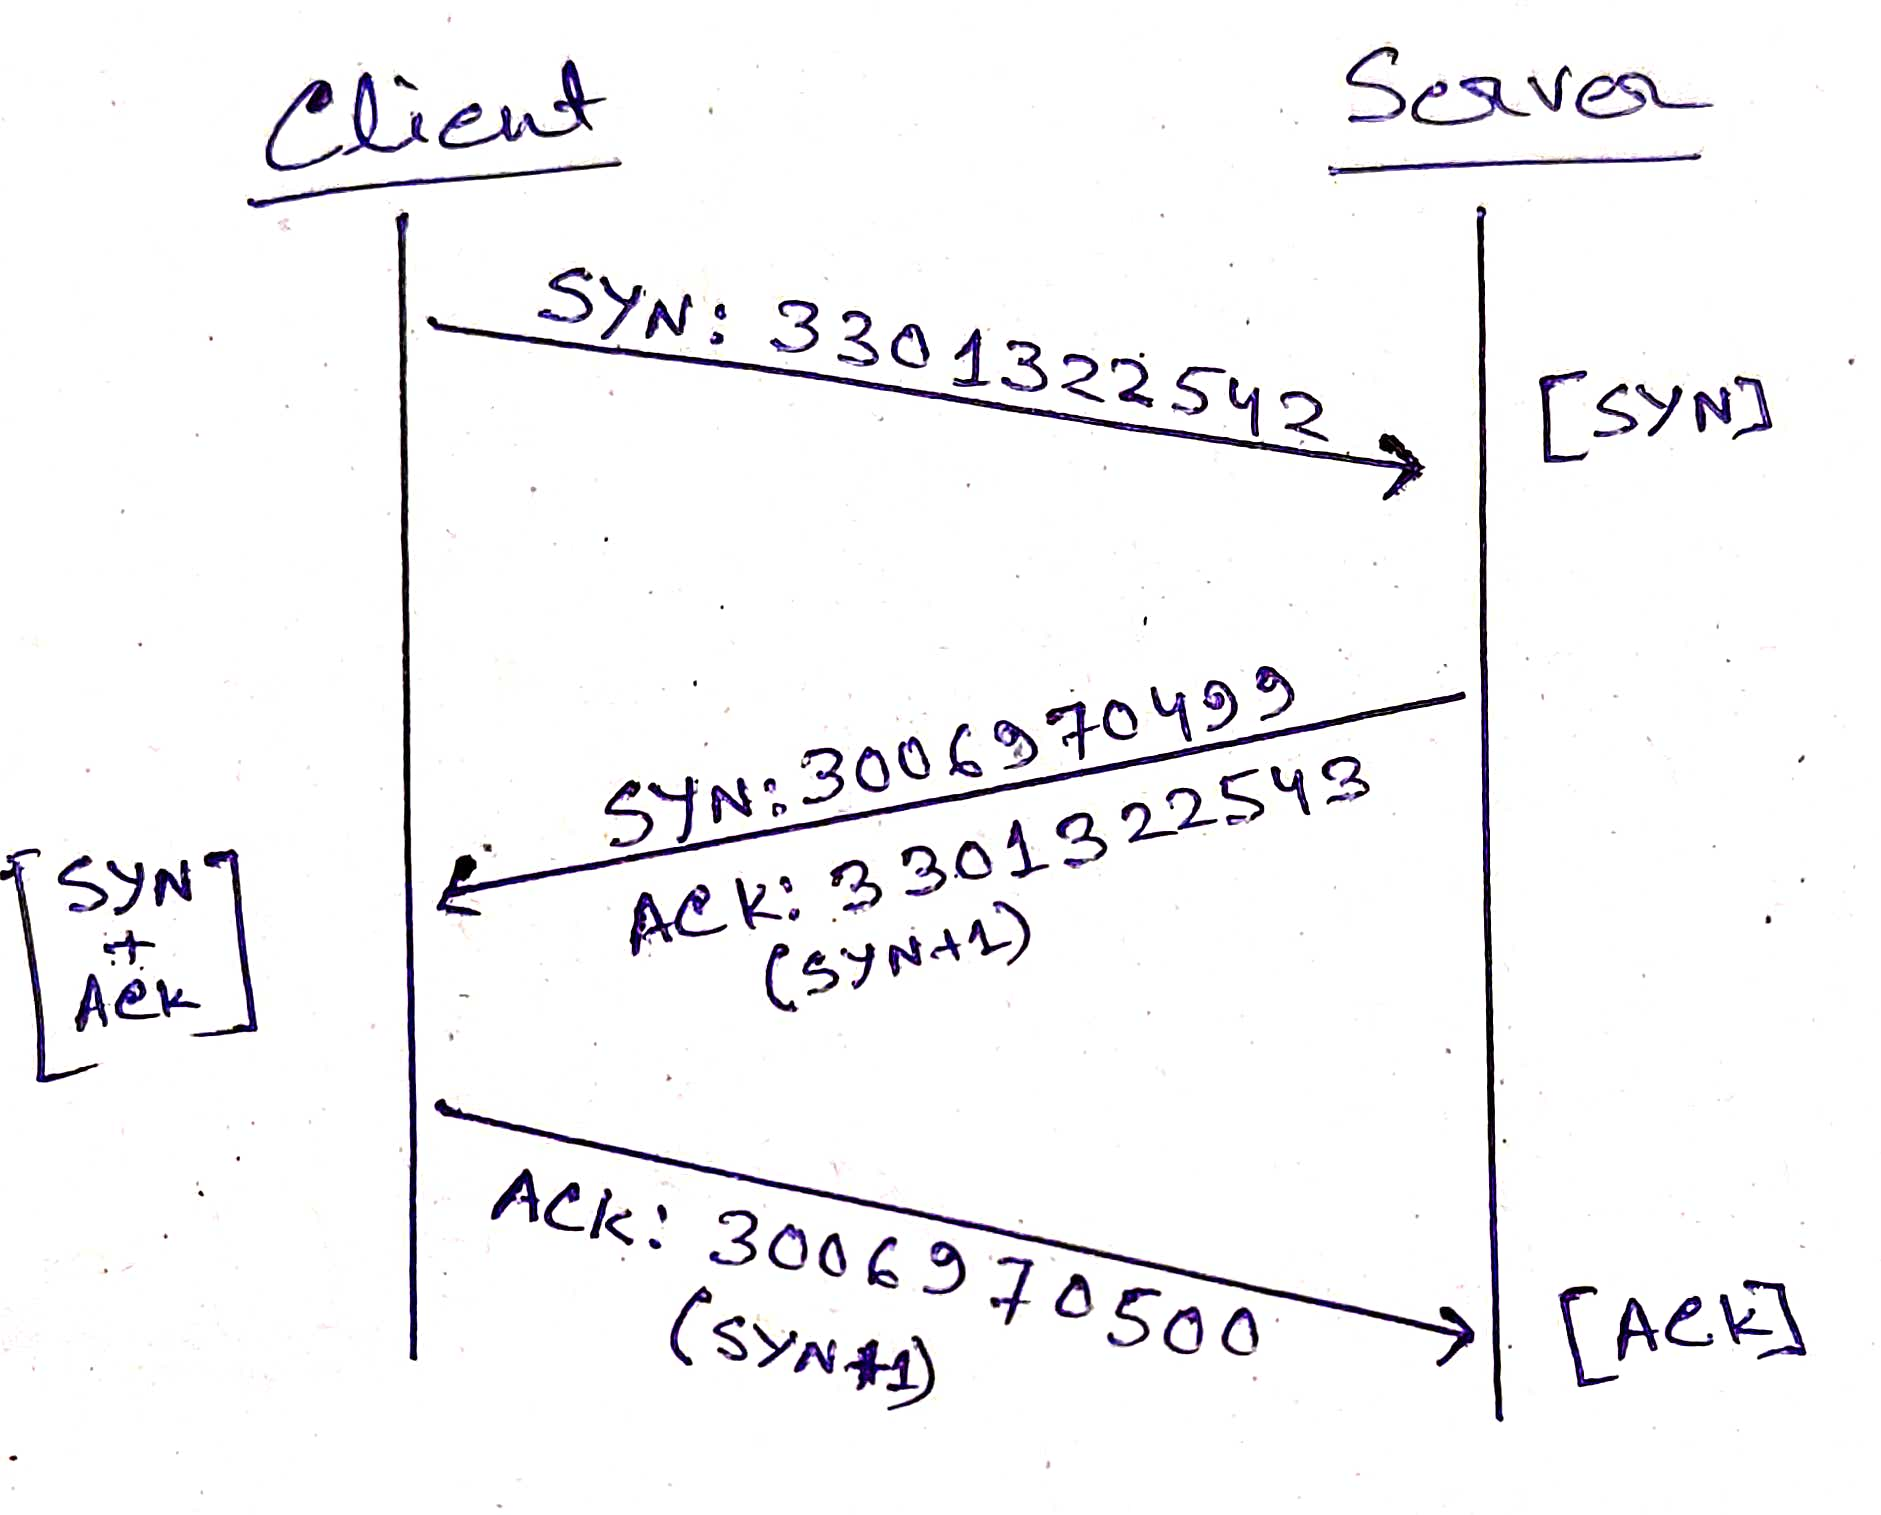 Client
Server
SYN: 3301322542
[SYN]
SYN: 3006970499
ACK: 3301322543
(SYN+1)
[SYN
+
ACK]
ACK: 3006970500
(SYN+1)
[ACK]